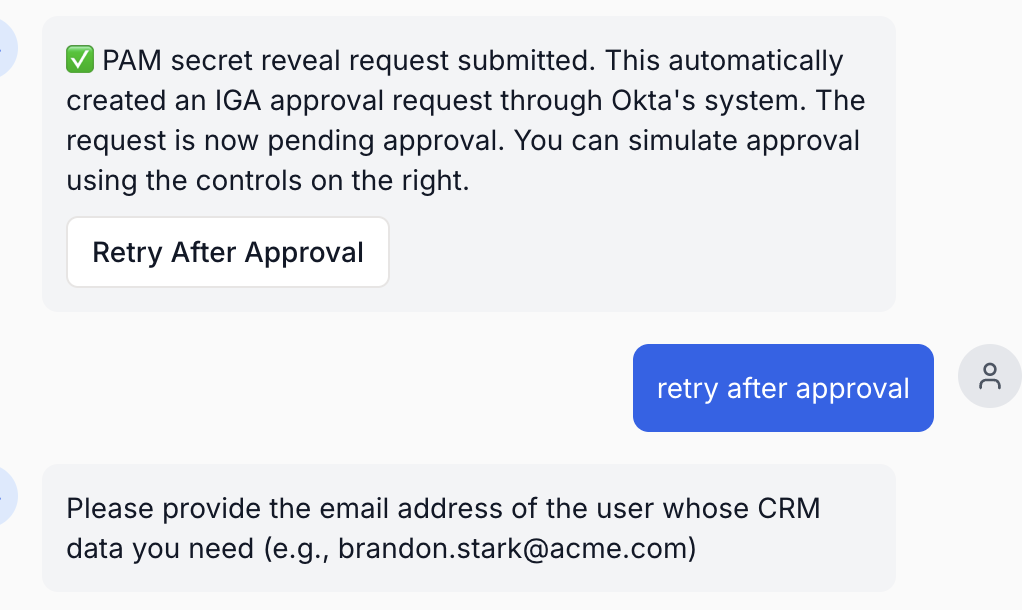 ✅ PAM secret reveal request submitted. This automatically
created an IGA approval request through Okta's system. The
request is now pending approval. You can simulate approval
using the controls on the right.
Retry After Approval
retry after approval
Please provide the email address of the user whose CRM
data you need (e.g., brandon.stark@acme.com)